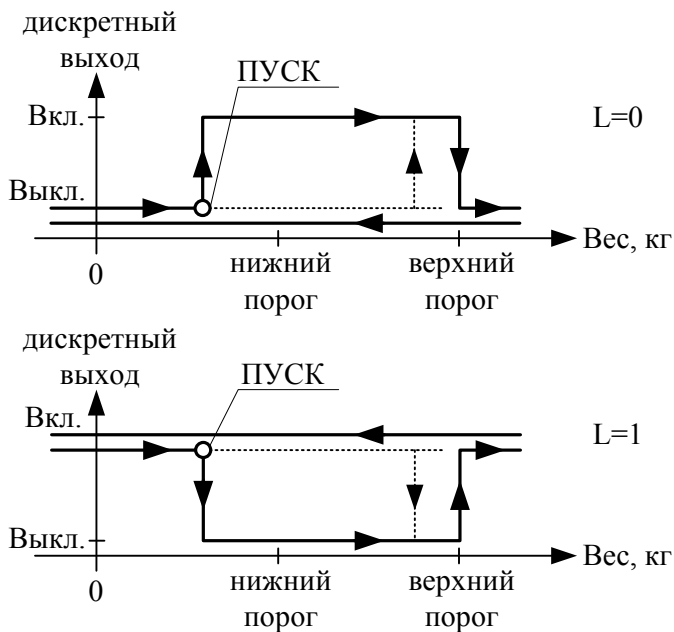 дискретный
выход
ПУСК
Вкл.
L=0
Выкл.
Вес, кг
0
нижний
порог
верхний
порог
дискретный
выход
ПУСК
Вкл.
L=1
Выкл.
Вес, кг
0
нижний
порог
верхний
порог